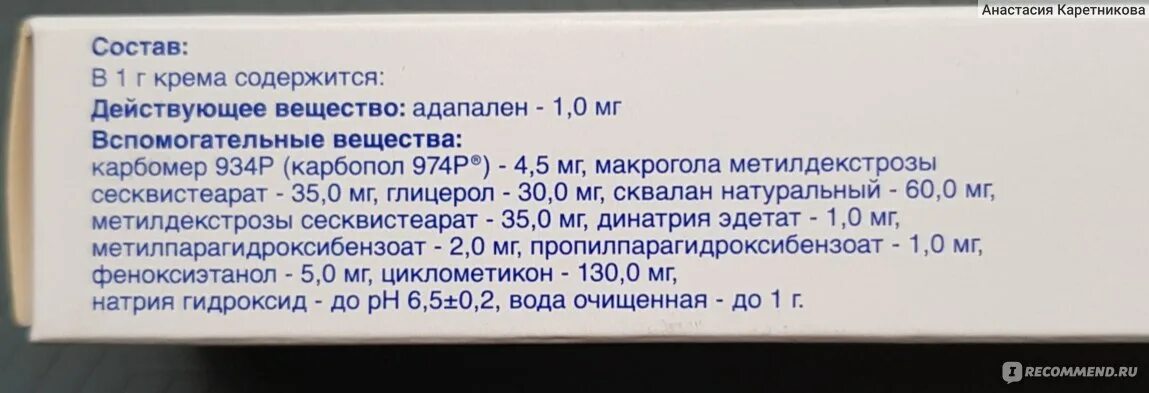 Анастасия Каретникова
Состав:
В 1 г крема содержится:
Действующее вещество: адапален - 1,0 мг
Вспомогательные вещества:
карбомер 934Р (карбопол 974Р®) - 4,5 мг, макрогола метилдекстрозы
сесквистеарат - 35,0 мг, глицерол - 30,0 мг, сквалан натуральный - 60,0 мг,
метилдекстрозы сесквистеарат - 35,0 мг, динатрия эдетат - 1,0 мг,
метилпарагидроксибензоат - 2,0 мг, пропилпарагидроксибензоат - 1,0 мг,
феноксиэтанол - 5,0 мг, циклометикон - 130,0 мг,
натрия гидроксид - до рН 6,5±0,2, вода очищенная - до 1 г.
IRECOMMEND.RU